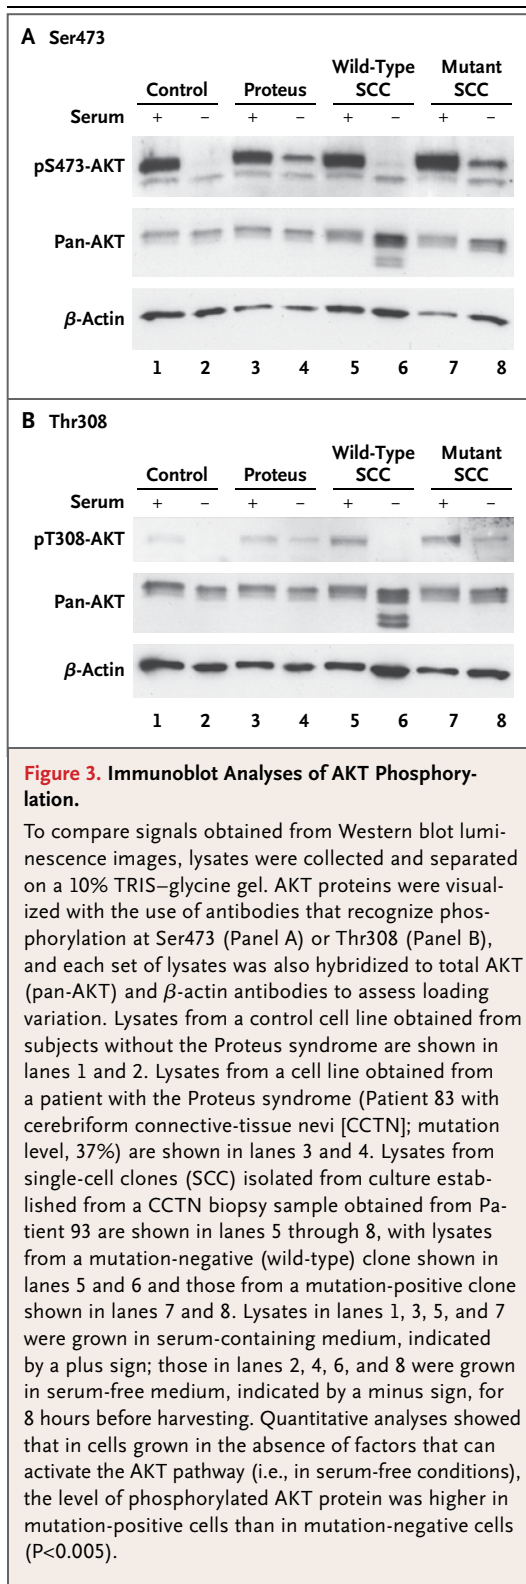 A Ser473
Wild-Type Mutant
Control Proteus SCC SCC
Serum + − + − + − + −
pS473-AKT
Pan-AKT
β-Actin
1 2 3 4 5 6 7 8
B Thr308
Wild-Type Mutant
Control Proteus SCC SCC
Serum + − + − + − + −
pT308-AKT
Pan-AKT
β-Actin
1 2 3 4 5 6 7 8
Figure 3. Immunoblot Analyses of AKT Phosphory-
lation.
To compare signals obtained from Western blot lumi-
nescence images, lysates were collected and separated
on a 10% TRIS–glycine gel. AKT proteins were visual-
ized with the use of antibodies that recognize phos-
phorylation at Ser473 (Panel A) or Thr308 (Panel B),
and each set of lysates was also hybridized to total AKT
(pan-AKT) and β-actin antibodies to assess loading
variation. Lysates from a control cell line obtained from
subjects without the Proteus syndrome are shown in
lanes 1 and 2. Lysates from a cell line obtained from
a patient with the Proteus syndrome (Patient 83 with
cerebriform connective-tissue nevi [CCTN]; mutation
level, 37%) are shown in lanes 3 and 4. Lysates from
single-cell clones (SCC) isolated from culture estab-
lished from a CCTN biopsy sample obtained from Pa-
tient 93 are shown in lanes 5 through 8, with lysates
from a mutation-negative (wild-type) clone shown in
lanes 5 and 6 and those from a mutation-positive clone
shown in lanes 7 and 8. Lysates in lanes 1, 3, 5, and 7
were grown in serum-containing medium, indicated
by a plus sign; those in lanes 2, 4, 6, and 8 were grown
in serum-free medium, indicated by a minus sign, for
8 hours before harvesting. Quantitative analyses showed
that in cells grown in the absence of factors that can
activate the AKT pathway (i.e., in serum-free conditions),
the level of phosphorylated AKT protein was higher in
mutation-positive cells than in mutation-negative cells
(P<0.005).